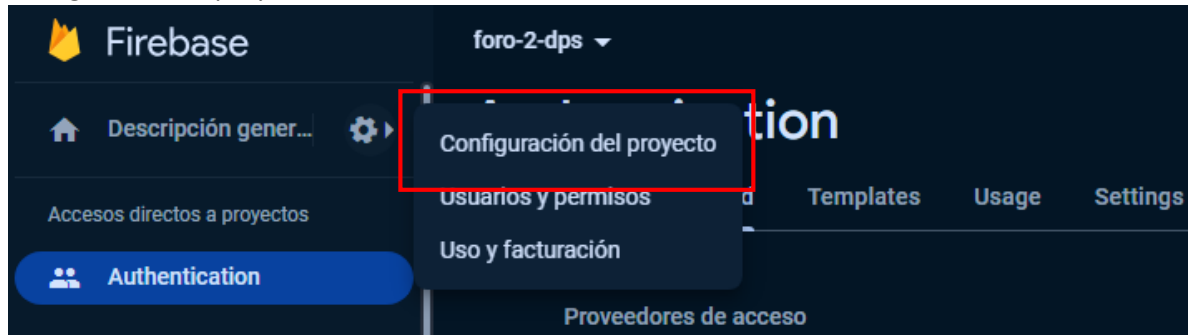 Firebase
foro-2-dps
Descripción gener...
Configuración del proyecto
tion
Usuarios y permisos
Templates
Usage
Settings
Accesos directos a proyectos
Uso y facturación
Authentication
Proveedores de acceso